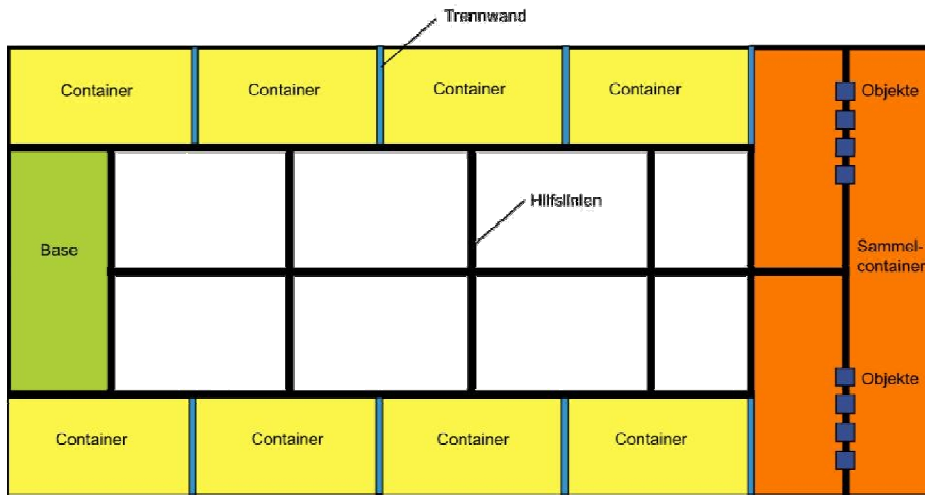 Trennwand
Container
Container
Container
Container
Objekte
Hilfslinien
Base
Sammel-
container
Objekte
Container
Container
Container
Container